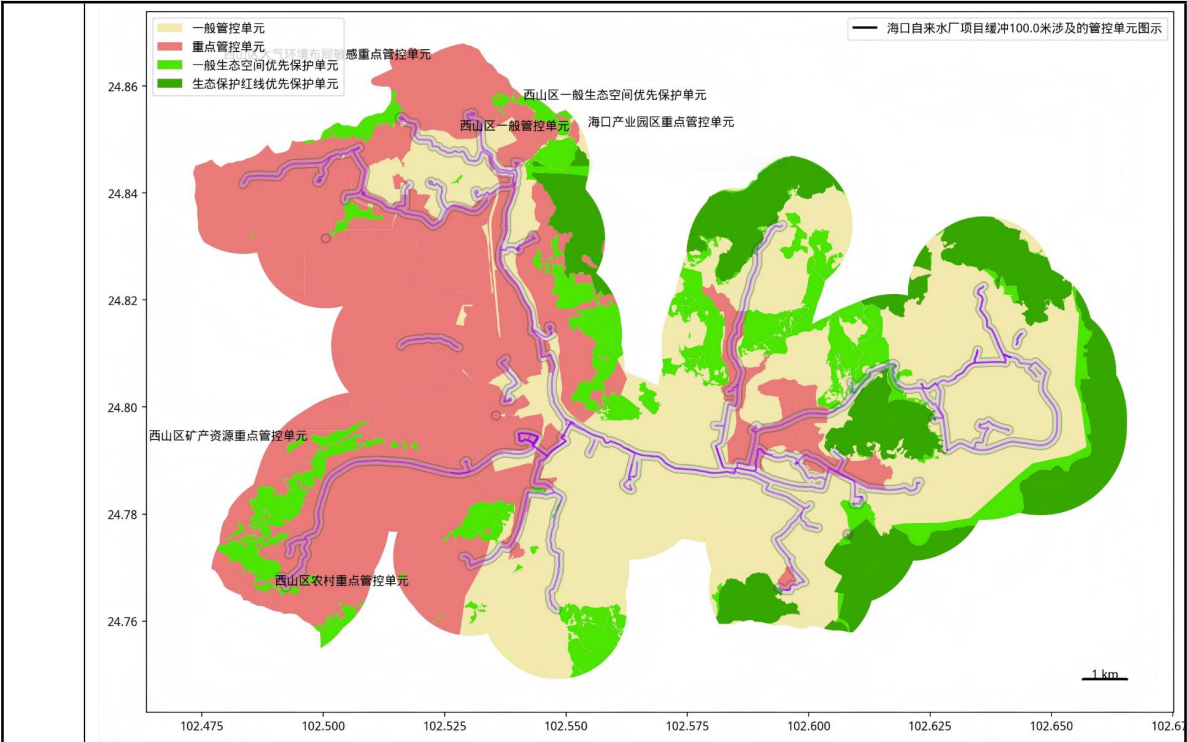 一般管控单元
重点管控单元
一般生态空间优先保护单元
生态保护红线优先保护单元
海口自来水厂项目缓冲100.0米涉及的管控单元图示
大气环境布局敏感重点管控单元
西山区一般生态空间优先保护单元
西山区一般管控单元
海口产业园区重点管控单元
西山区矿产资源重点管控单元
西山区农村重点管控单元
24.86
24.84
24.82
24.80
24.78
24.76
1 km
102.475
102.500
102.525
102.550
102.575
102.600
102.625
102.650
102.67